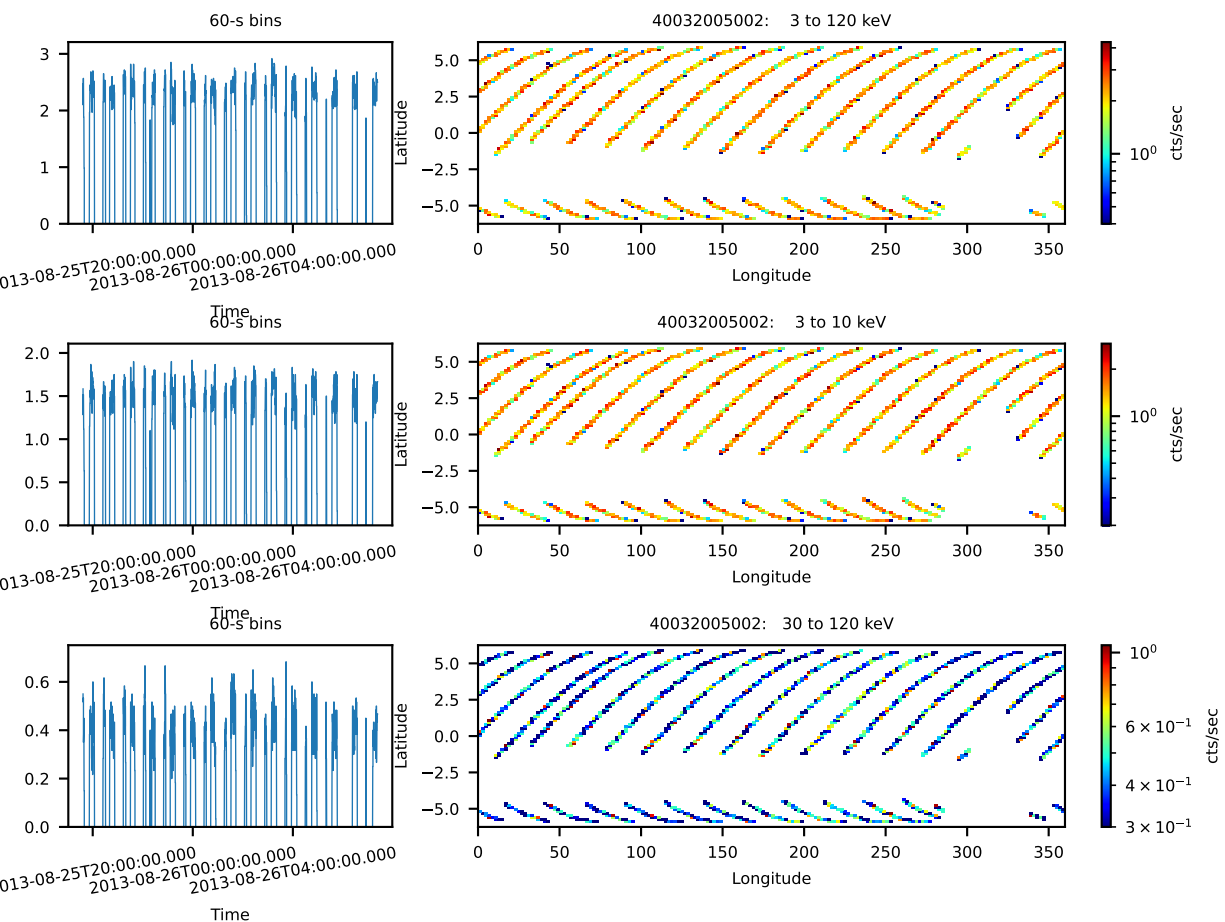 60-s bins
40032005002: 3 to 120 keV
3
2
1
0
Latitude
5.0
2.5
0.0
−2.5
−5.0
10^0
cts/sec
013-08-25T20:00:00.000
2013-08-26T00:00:00.000
2013-08-26T04:00:00.000
Time
0 50 100 150 200 250 300 350
Longitude
60-s bins
40032005002: 3 to 10 keV
2.0
1.5
1.0
0.5
0.0
Latitude
5.0
2.5
0.0
−2.5
−5.0
10^0
cts/sec
013-08-25T20:00:00.000
2013-08-26T00:00:00.000
2013-08-26T04:00:00.000
Time
0 50 100 150 200 250 300 350
Longitude
60-s bins
40032005002: 30 to 120 keV
0.6
0.4
0.2
0.0
Latitude
5.0
2.5
0.0
−2.5
−5.0
10^0
6 × 10^−1
4 × 10^−1
3 × 10^−1
cts/sec
013-08-25T20:00:00.000
2013-08-26T00:00:00.000
2013-08-26T04:00:00.000
Time
0 50 100 150 200 250 300 350
Longitude